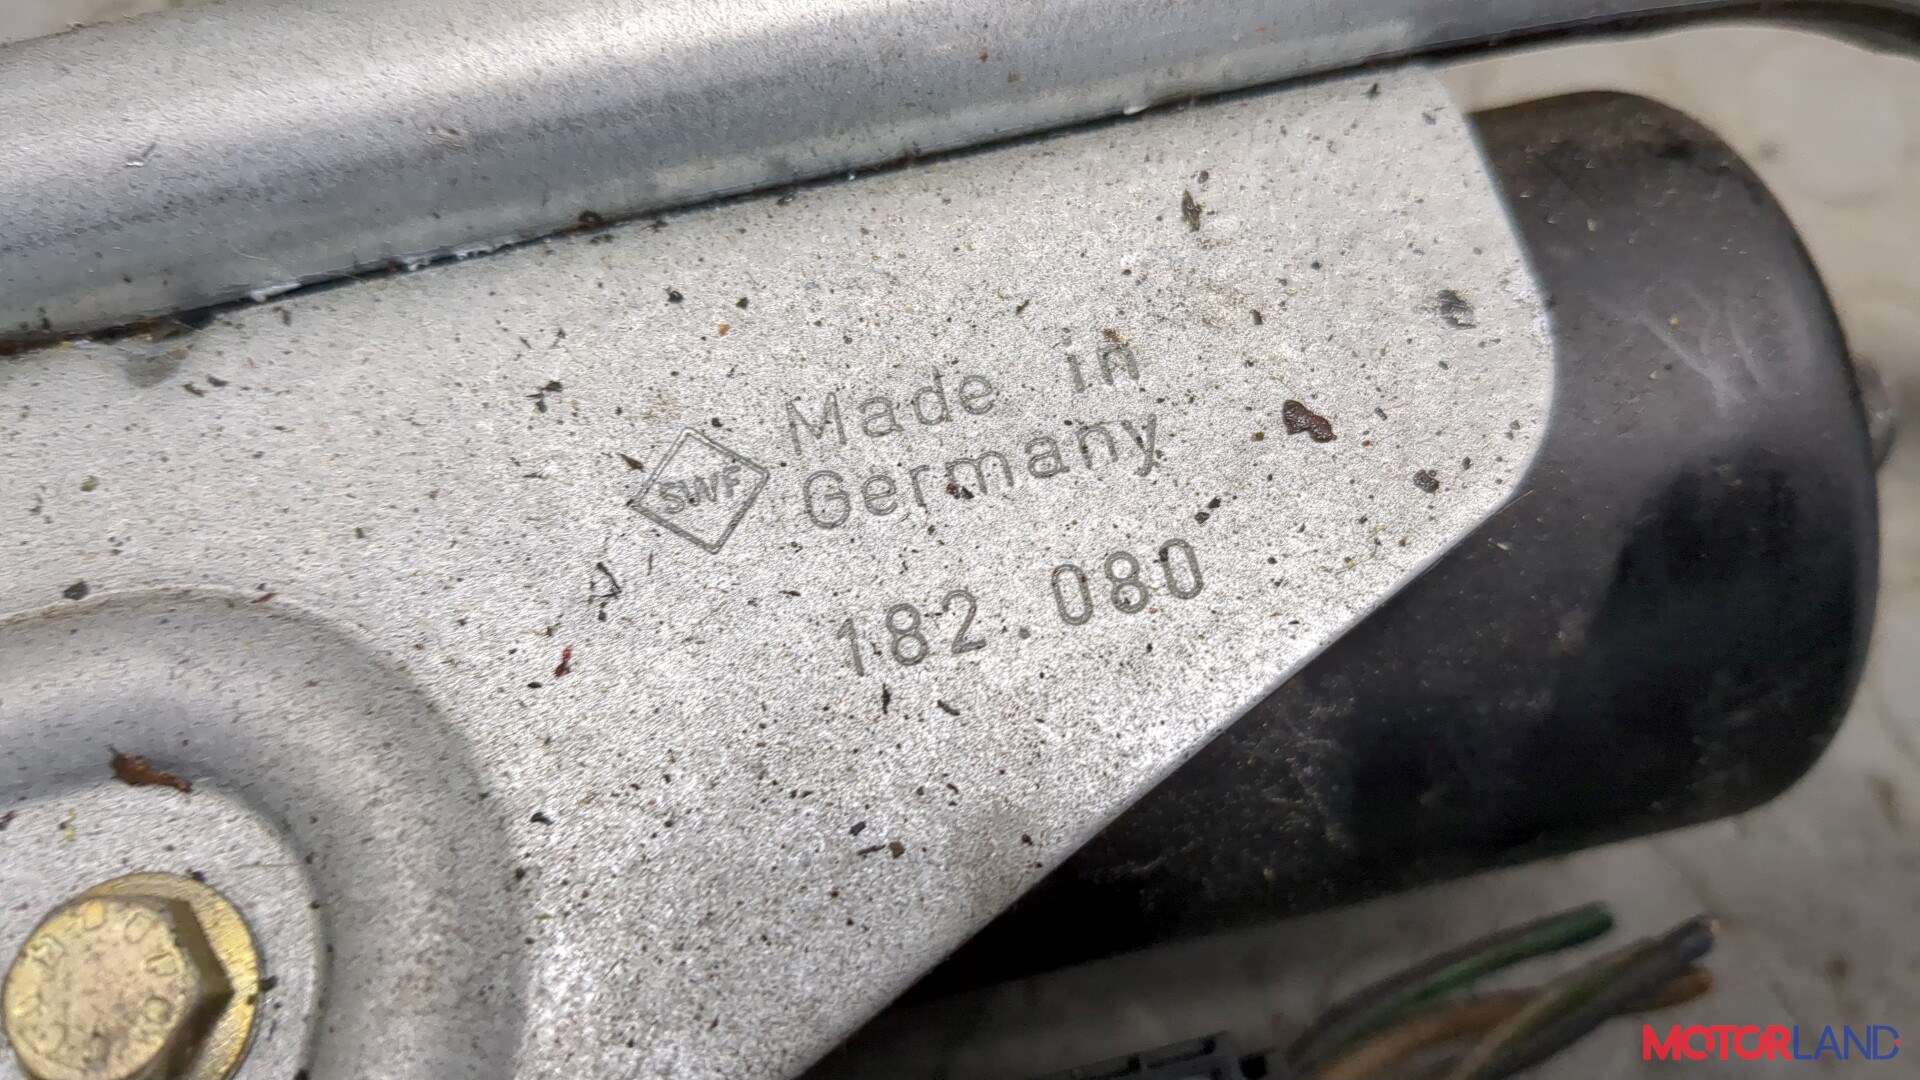 SWF
Made in
Germany
182.080
MOTORLAND